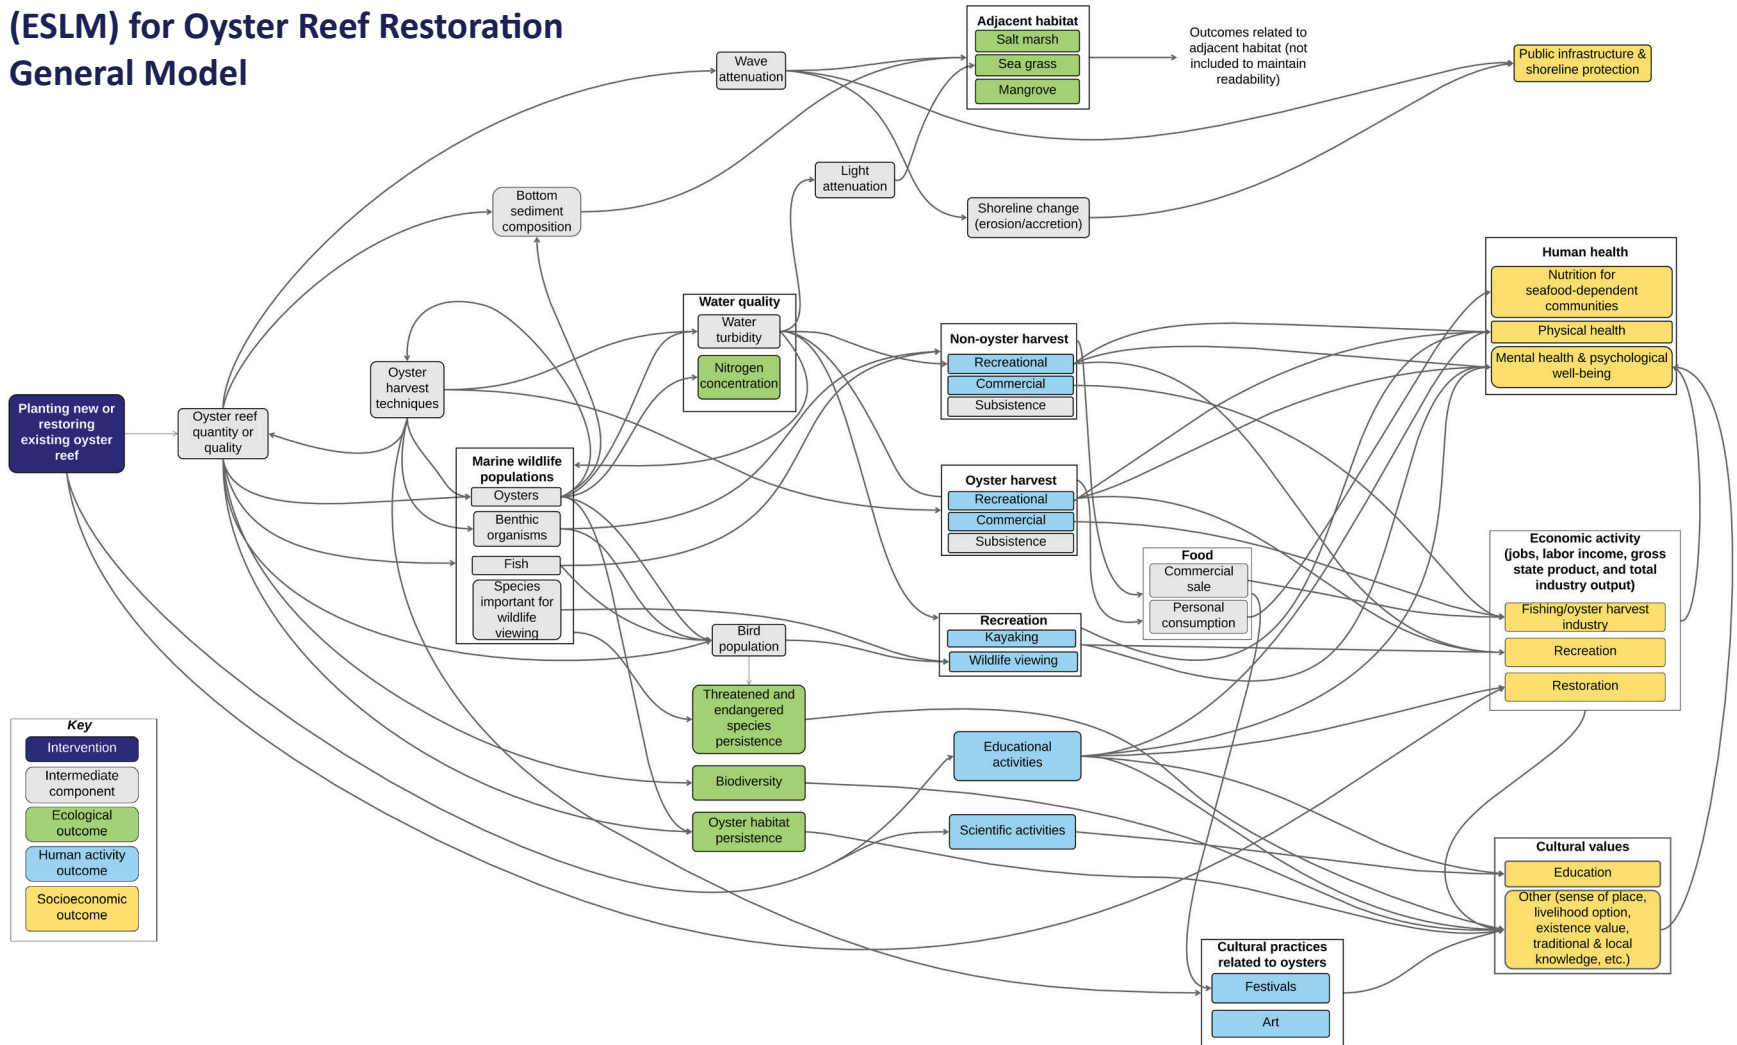 (ESLM) for Oyster Reef Restoration
General Model
Wave
attenuation
Adjacent habitat
Salt marsh
Sea grass
Mangrove
Outcomes related to
adjacent habitat (not
included to maintain
readability)
Public infrastructure &
shoreline protection
Light
attenuation
Bottom
sediment
composition
Shoreline change
(erosion/accretion)
Human health
Nutrition for
seafood-dependent
communities
Physical health
Mental health & psychological
well-being
Water quality
Water
turbidity
Nitrogen
concentration
Non-oyster harvest
Recreational
Commercial
Subsistence
Oyster
harvest
techniques
Planting new or
restoring
existing oyster
reef
Oyster reef
quantity or
quality
Marine wildlife
populations
Oysters
Benthic
organisms
Fish
Species
important for
wildlife
viewing
Oyster harvest
Recreational
Commercial
Subsistence
Food
Commercial
sale
Personal
consumption
Economic activity
(jobs, labor income, gross
state product, and total
industry output)
Fishing/oyster harvest
industry
Recreation
Restoration
Bird
population
Recreation
Kayaking
Wildlife viewing
Threatened and
endangered
species
persistence
Biodiversity
Oyster habitat
persistence
Educational
activities
Scientific activities
Key
Intervention
Intermediate
component
Ecological
outcome
Human activity
outcome
Socioeconomic
outcome
Cultural values
Education
Other (sense of place,
livelihood option,
existence value,
traditional & local
knowledge, etc.)
Cultural practices
related to oysters
Festivals
Art